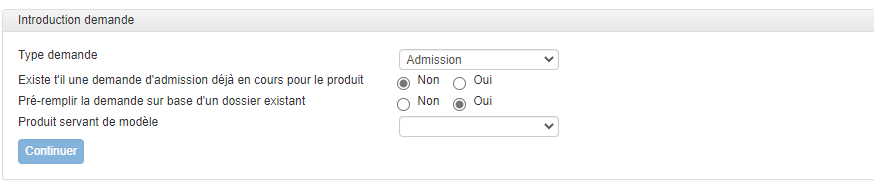 Introduction demande
Type demande Admission
Existe t'il une demande d'admission déjà en cours pour le produit Non Oui
Pré-remplir la demande sur base d'un dossier existant Non Oui
Produit servant de modèle
Continuer